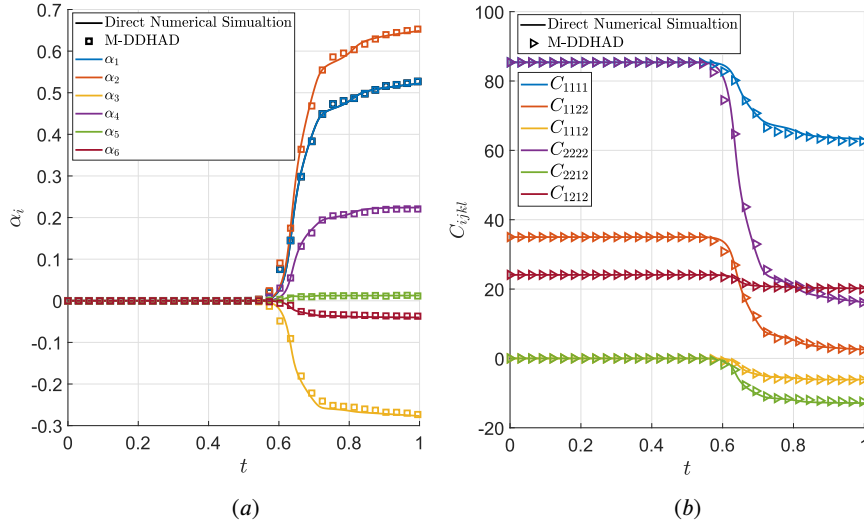 Direct Numerical Simualtion
M-DDHAD
α1
α2
α3
α4
α5
α6
0.7
0.6
0.5
0.4
0.3
0.2
0.1
0
-0.1
-0.2
-0.3
αi
0 0.2 0.4 0.6 0.8 1
t
(a)
Direct Numerical Simualtion
M-DDHAD
C1111
C1122
C1112
C2222
C2212
C1212
100
80
60
40
20
0
-20
Cijkl
0 0.2 0.4 0.6 0.8 1
t
(b)